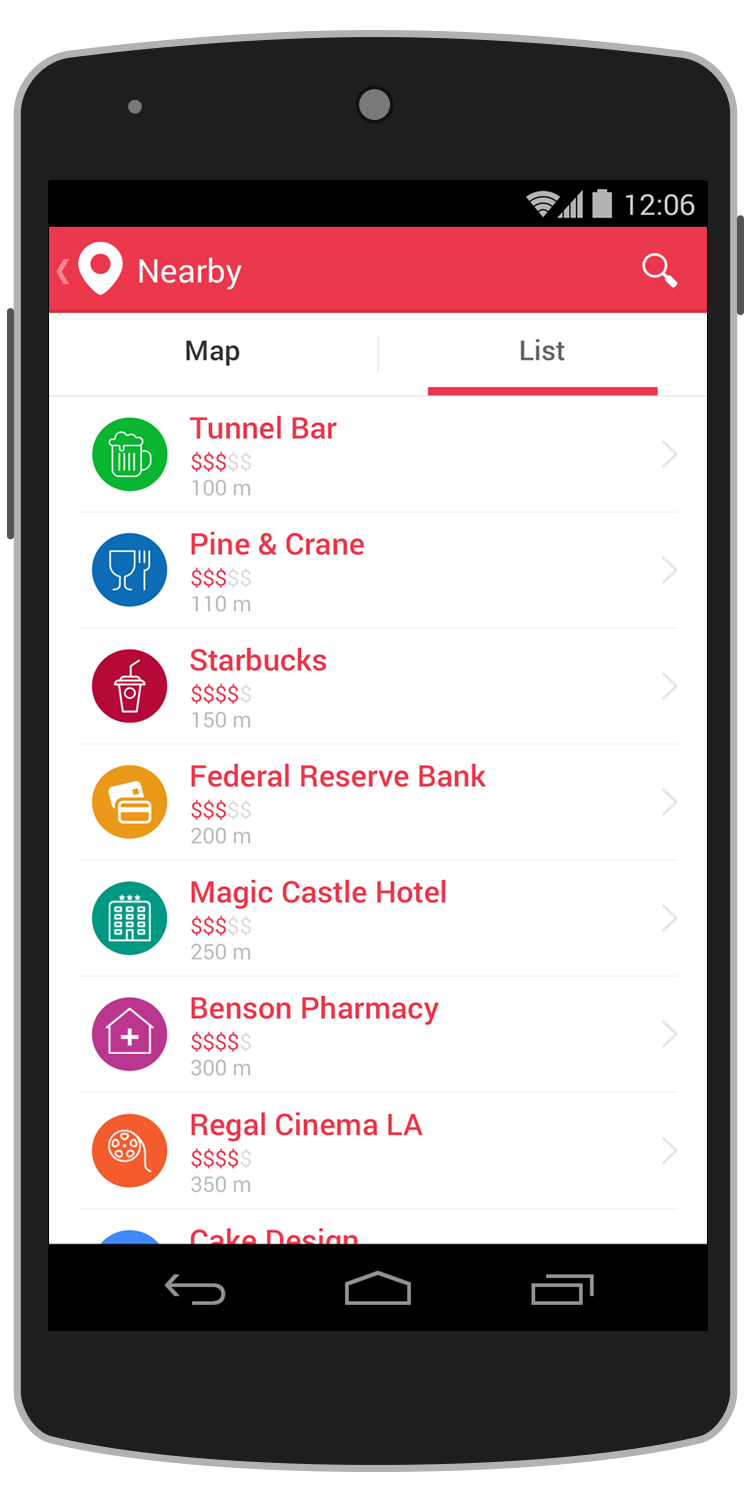 12:06
Nearby
Map
List
Tunnel Bar
$$$$$
100 m
Pine & Crane
$$$$$
110 m
Starbucks
$$$$$
150 m
Federal Reserve Bank
$$$$$
200 m
Magic Castle Hotel
$$$$$
250 m
Benson Pharmacy
$$$$$
300 m
Regal Cinema LA
$$$$$
350 m
Cake Design